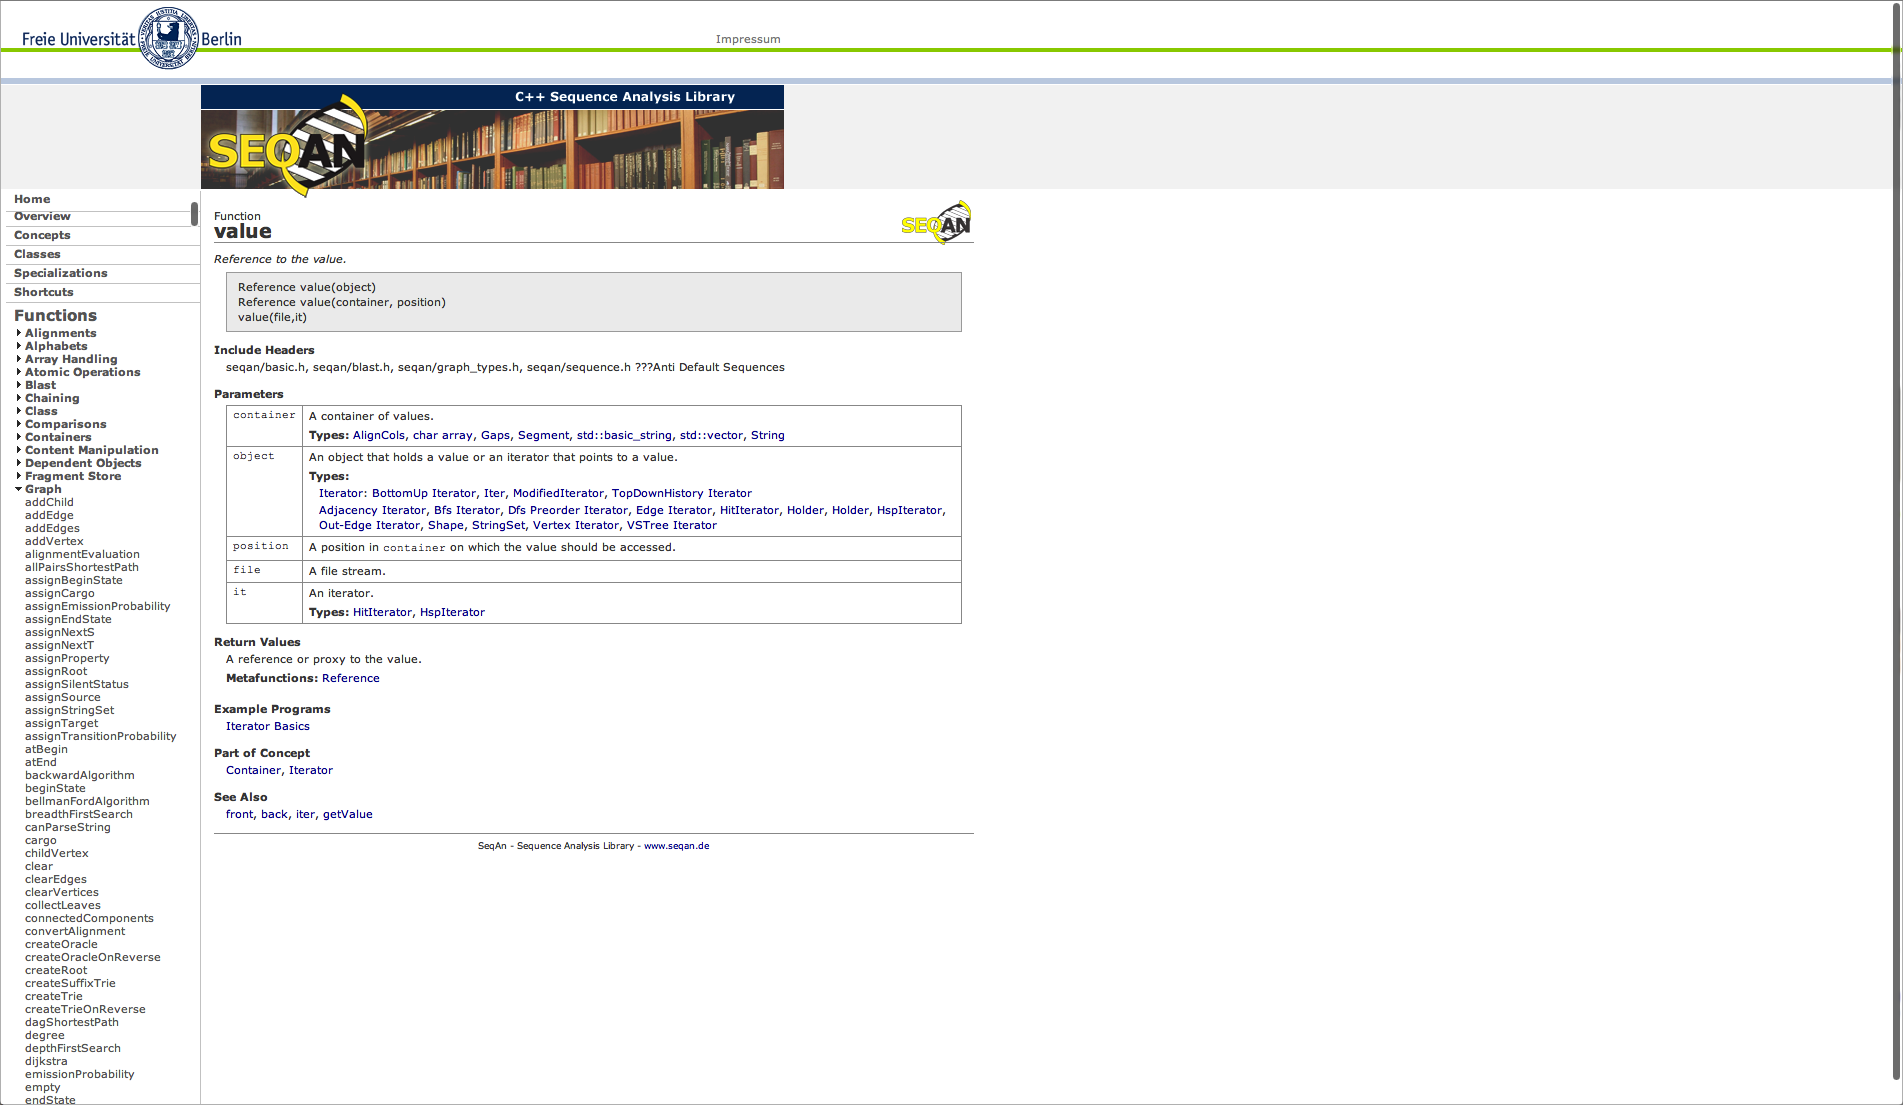 Freie Universität Berlin
Impressum
C++ Sequence Analysis Library
SEQAN
Home
Overview
Concepts
Classes
Specializations
Shortcuts
Functions
Alignments
Alphabets
Array Handling
Atomic Operations
Blast
Chaining
Class
Comparisons
Containers
Content Manipulation
Dependent Objects
Fragment Store
Graph
addChild
addEdge
addEdges
addVertex
alignmentEvaluation
allPairsShortestPath
assignBeginState
assignCargo
assignEmissionProbability
assignEndState
assignNextS
assignNextT
assignProperty
assignRoot
assignSilentStatus
assignSource
assignStringSet
assignTarget
assignTransitionProbability
atBegin
atEnd
backwardAlgorithm
beginState
bellmanFordAlgorithm
breadthFirstSearch
canParseString
cargo
childVertex
clear
clearEdges
clearVertices
collectLeaves
connectedComponents
convertAlignment
createOracle
createOracleOnReverse
createRoot
createSuffixTrie
createTrie
createTrieOnReverse
dagShortestPath
degree
depthFirstSearch
dijkstra
emissionProbability
empty
endState
Function
value
SEQAN
Reference to the value.
Reference value(object)
Reference value(container, position)
value(file,it)
Include Headers
seqan/basic.h, seqan/blast.h, seqan/graph_types.h, seqan/sequence.h ???Anti Default Sequences
Parameters
container A container of values.
Types: AlignCols, char array, Gaps, Segment, std::basic_string, std::vector, String
object An object that holds a value or an iterator that points to a value.
Types:
Iterator: BottomUp Iterator, Iter, ModifiedIterator, TopDownHistory Iterator
Adjacency Iterator, Bfs Iterator, Dfs Preorder Iterator, Edge Iterator, HitIterator, Holder, Holder, HspIterator,
Out-Edge Iterator, Shape, StringSet, Vertex Iterator, VSTree Iterator
position A position in container on which the value should be accessed.
file A file stream.
it An iterator.
Types: HitIterator, HspIterator
Return Values
A reference or proxy to the value.
Metafunctions: Reference
Example Programs
Iterator Basics
Part of Concept
Container, Iterator
See Also
front, back, iter, getValue
SeqAn - Sequence Analysis Library - www.seqan.de